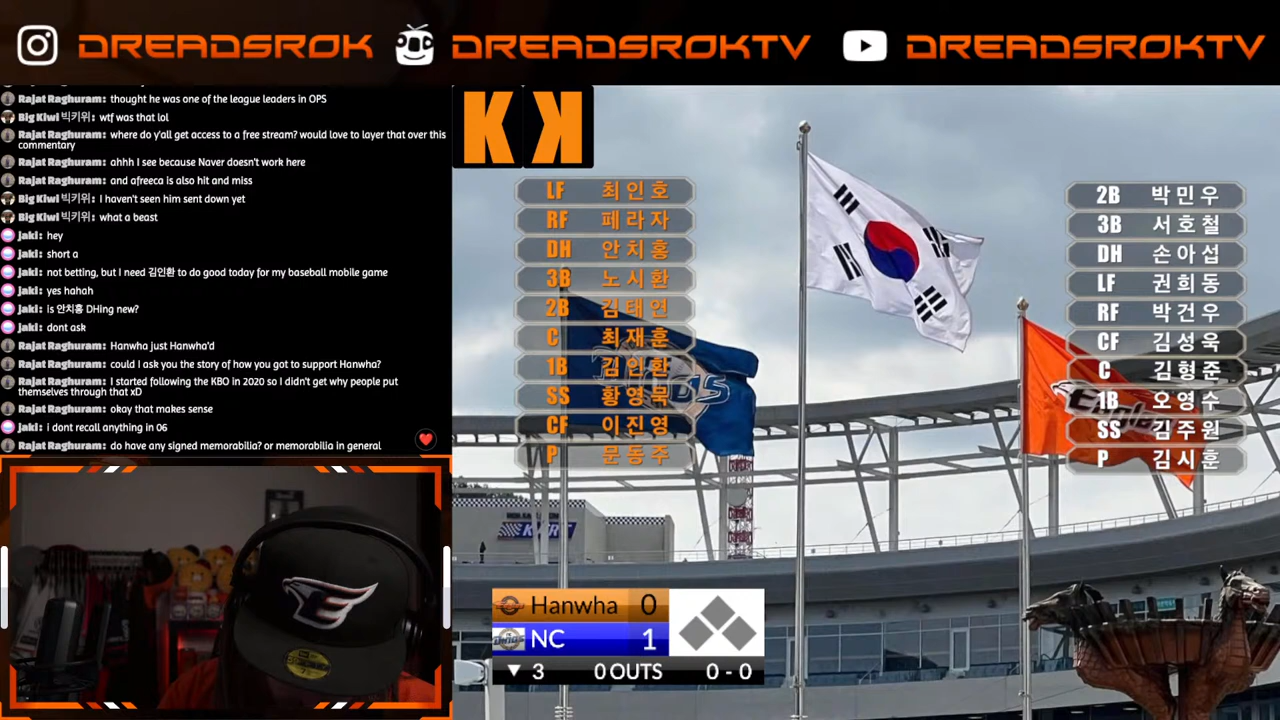 DREADSROK
DREADSROKTV
DREADSROKTV
Rajat Raghuram: thought he was one of the league leaders in OPS
Big Kiwi 빅키위: wtf was that lol
Rajat Raghuram: where do y'all get access to a free stream? would love to layer that over this
commentary
Rajat Raghuram: ahhh I see because Naver doesn't work here
Rajat Raghuram: and afreeca is also hit and miss
Big Kiwi 빅키위: I haven't seen him sent down yet
Big Kiwi 빅키위: what a beast
jaki: hey
jaki: short a
jaki: not betting, but I need 김인환 to do good today for my baseball mobile game
jaki: yes hahah
jaki: is 안치홍 DHing new?
jaki: dont ask
Rajat Raghuram: Hanwha just Hanwha'd
Rajat Raghuram: could I ask you the story of how you got to support Hanwha?
Rajat Raghuram: I started following the KBO in 2020 so I didn't get why people put
themselves through that xD
Rajat Raghuram: okay that makes sense
jaki: i dont recall anything in 06
Rajat Raghuram: do have any signed memorabilia? or memorabilia in general
K K
LF 최인호
RF 페라자
DH 안치홍
3B 노시환
2B 김태연
C 최재훈
1B 김인환
SS 황영묵
CF 이진영
P 문동주
2B 박민우
3B 서호철
DH 손아섭
LF 권희동
RF 박건우
CF 김성욱
C 김형준
1B 오영수
SS 김주원
P 김시훈
Eagles
Hanwha 0
NC 1
▼ 3 0 OUTS 0 - 0